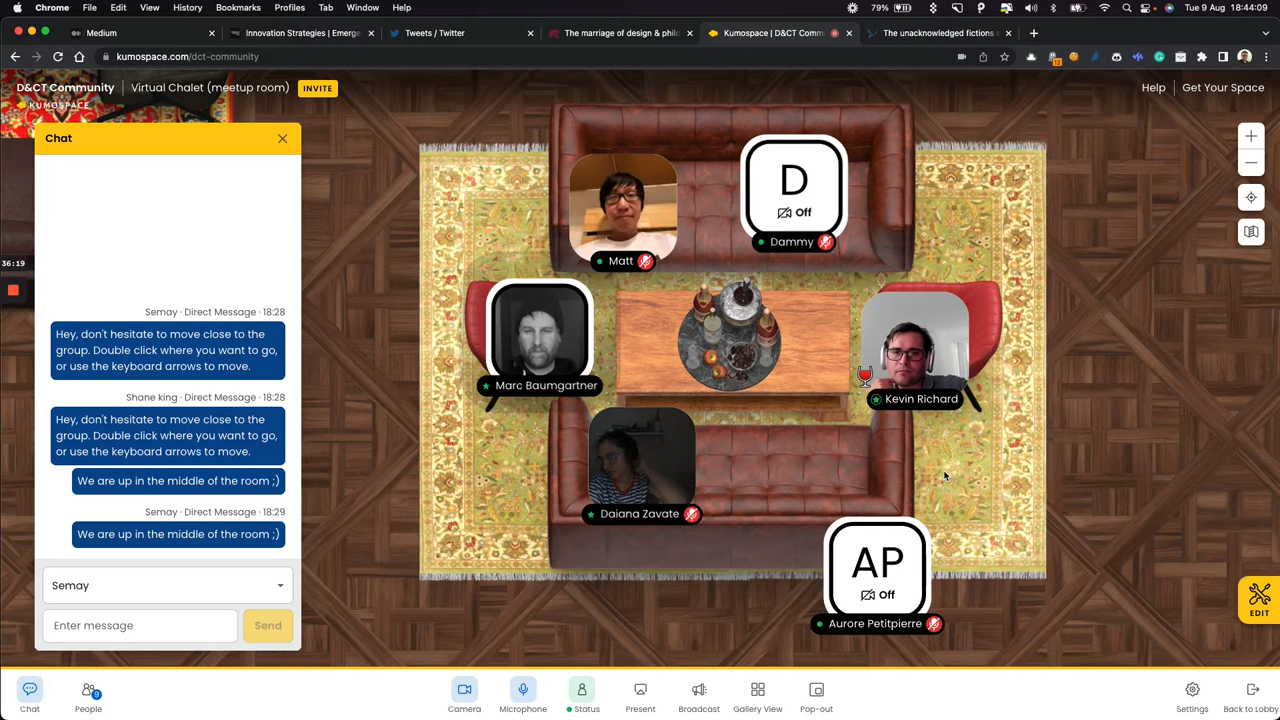 Chrome File Edit View History Bookmarks Profiles Tab Window Help 79% Tue 9 Aug 18:44:09
Medium
Innovation Strategies | Emerge
Tweets / Twitter
The marriage of design & philo
Kumospace | D&CT Comm
The unacknowledged fictions o
kumospace.com/dct-community
12
D&CT Community Virtual Chalet (meetup room) INVITE Help Get Your Space
KUMOSPACE
Chat
36:19
Semay · Direct Message · 18:28
Hey, don't hesitate to move close to the
group. Double click where you want to go,
or use the keyboard arrows to move.
Shane king · Direct Message · 18:28
Hey, don't hesitate to move close to the
group. Double click where you want to go,
or use the keyboard arrows to move.
We are up in the middle of the room ;)
Semay · Direct Message · 18:29
We are up in the middle of the room ;)
Semay
Enter message
Send
Matt
D
Off
Dammy
Marc Baumgartner
Kevin Richard
Daiana Zavate
AP
Off
Aurore Petitpierre
EDIT
9
Chat People Camera Microphone Status Present Broadcast Gallery View Pop-out Settings Back to Lobby